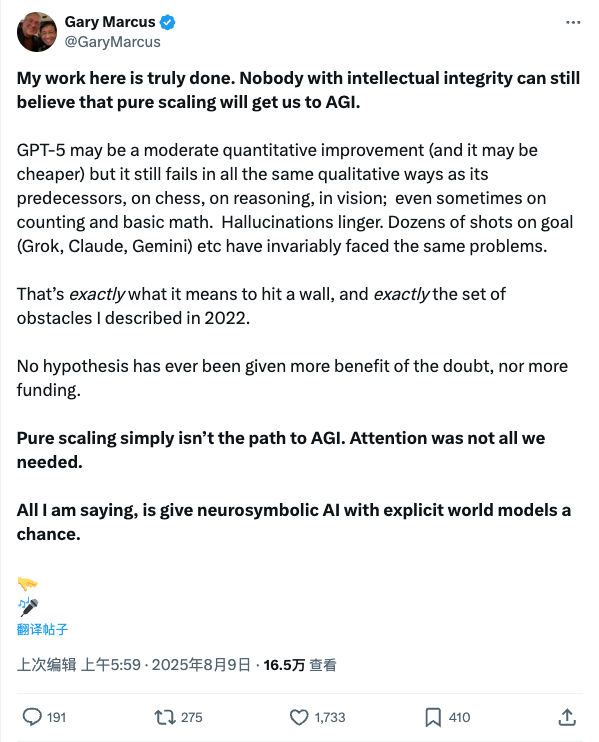 Gary Marcus
@GaryMarcus
My work here is truly done. Nobody with intellectual integrity can still
believe that pure scaling will get us to AGI.
GPT-5 may be a moderate quantitative improvement (and it may be
cheaper) but it still fails in all the same qualitative ways as its
predecessors, on chess, on reasoning, in vision; even sometimes on
counting and basic math. Hallucinations linger. Dozens of shots on goal
(Grok, Claude, Gemini) etc have invariably faced the same problems.
That’s exactly what it means to hit a wall, and exactly the set of
obstacles I described in 2022.
No hypothesis has ever been given more benefit of the doubt, nor more
funding.
Pure scaling simply isn’t the path to AGI. Attention was not all we
needed.
All I am saying, is give neurosymbolic AI with explicit world models a
chance.
翻译帖子
上次编辑 上午5:59 · 2025年8月9日 · 16.5万 查看
191 275 1,733 410